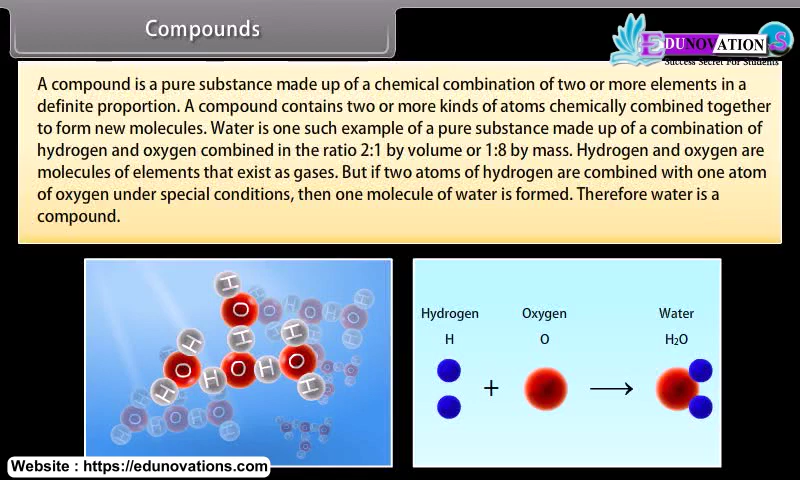 Compounds
EDUNOVATION S
Success Secret For Students
A compound is a pure substance made up of a chemical combination of two or more elements in a
definite proportion. A compound contains two or more kinds of atoms chemically combined together
to form new molecules. Water is one such example of a pure substance made up of a combination of
hydrogen and oxygen combined in the ratio 2:1 by volume or 1:8 by mass. Hydrogen and oxygen are
molecules of elements that exist as gases. But if two atoms of hydrogen are combined with one atom
of oxygen under special conditions, then one molecule of water is formed. Therefore water is a
compound.
H
O
H H
O O O
H H
H H
Hydrogen Oxygen Water
H O H₂O
+ →
Website : https://edunovations.com